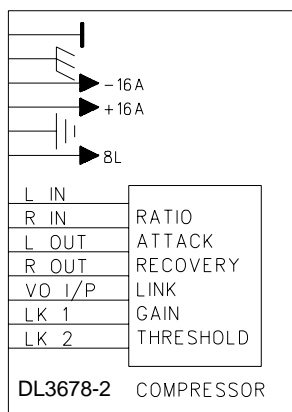 -16A
+16A
8L
L IN
R IN
L OUT
R OUT
VO I/P
LK 1
LK 2
RATIO
ATTACK
RECOVERY
LINK
GAIN
THRESHOLD
DL3678-2 COMPRESSOR